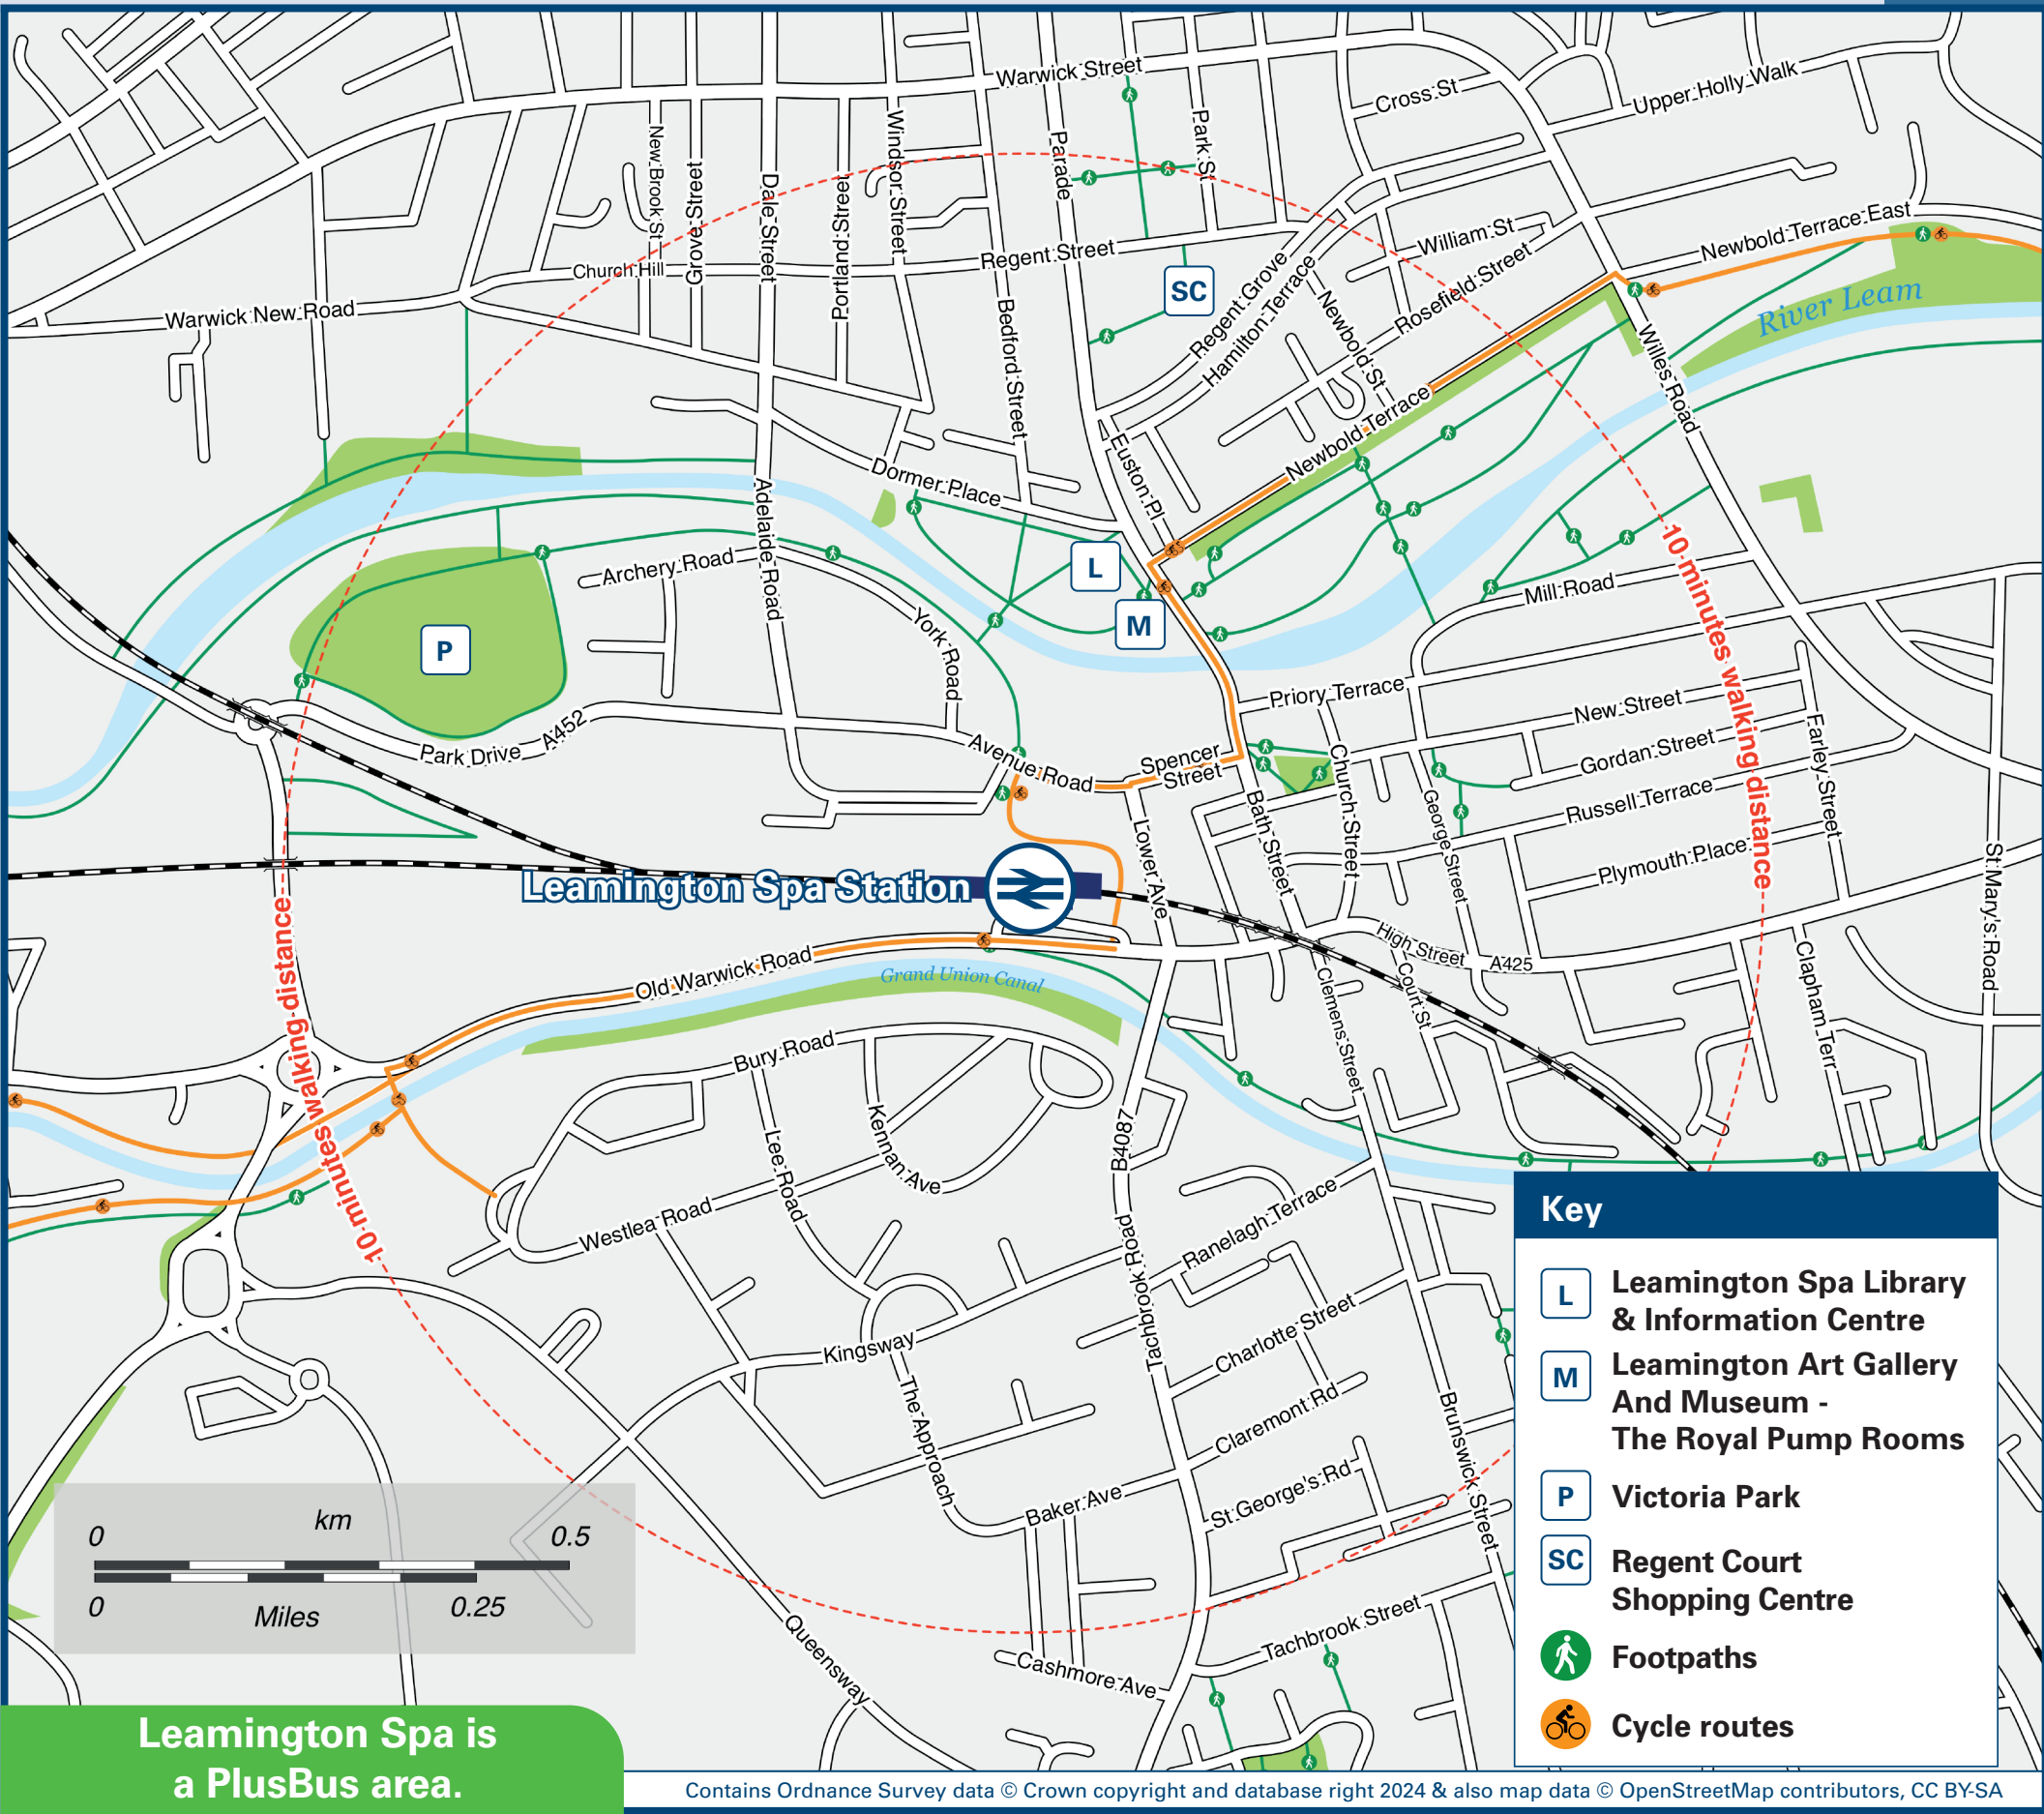 Warwick Street
Cross St
Upper Holly Walk
New Brook St
Grove Street
Dale Street
Portland Street
Windsor Street
Parade
Park St
William St
Newbold Terrace East
Regent Street
Church Hill
Rosefield Street
SC
Regent Grove
Hamilton Terrace
Newbold St
River Leam
Warwick New Road
Bedford Street
Willes Road
Newbold Terrace
Euston Pl
Dormer Place
Adelaide Road
Archery Road
L
M
P
York Road
Mill Road
10 minutes walking distance
Priory Terrace
New Street
Gordan Street
Farley Street
Park Drive
A452
Avenue Road
Spencer
Street
Church Street
Russell Terrace
George Street
Bath Street
Lower Ave
Plymouth Place
St Mary's Road
Leamington Spa Station
High Street
A425
Old Warwick Road
Grand Union Canal
Court St
Clemens Street
Clapham Terr
10 minutes walking distance
Bury Road
Kennan Ave
Lee Road
B4087
Westlea Road
Ranelagh Terrace
Tachbrook Road
Charlotte Street
Kingsway
The Approach
Claremont Rd
Brunswick Street
Baker Ave
St George's Rd
Tachbrook Street
Cashmore Ave
Queensway
Key
L
Leamington Spa Library
& Information Centre
M
Leamington Art Gallery
And Museum -
The Royal Pump Rooms
P
Victoria Park
SC
Regent Court
Shopping Centre
Footpaths
Cycle routes
km
0
0.5
0
Miles
0.25
Leamington Spa is
a PlusBus area.
Contains Ordnance Survey data © Crown copyright and database right 2024 & also map data © OpenStreetMap contributors, CC BY-SA